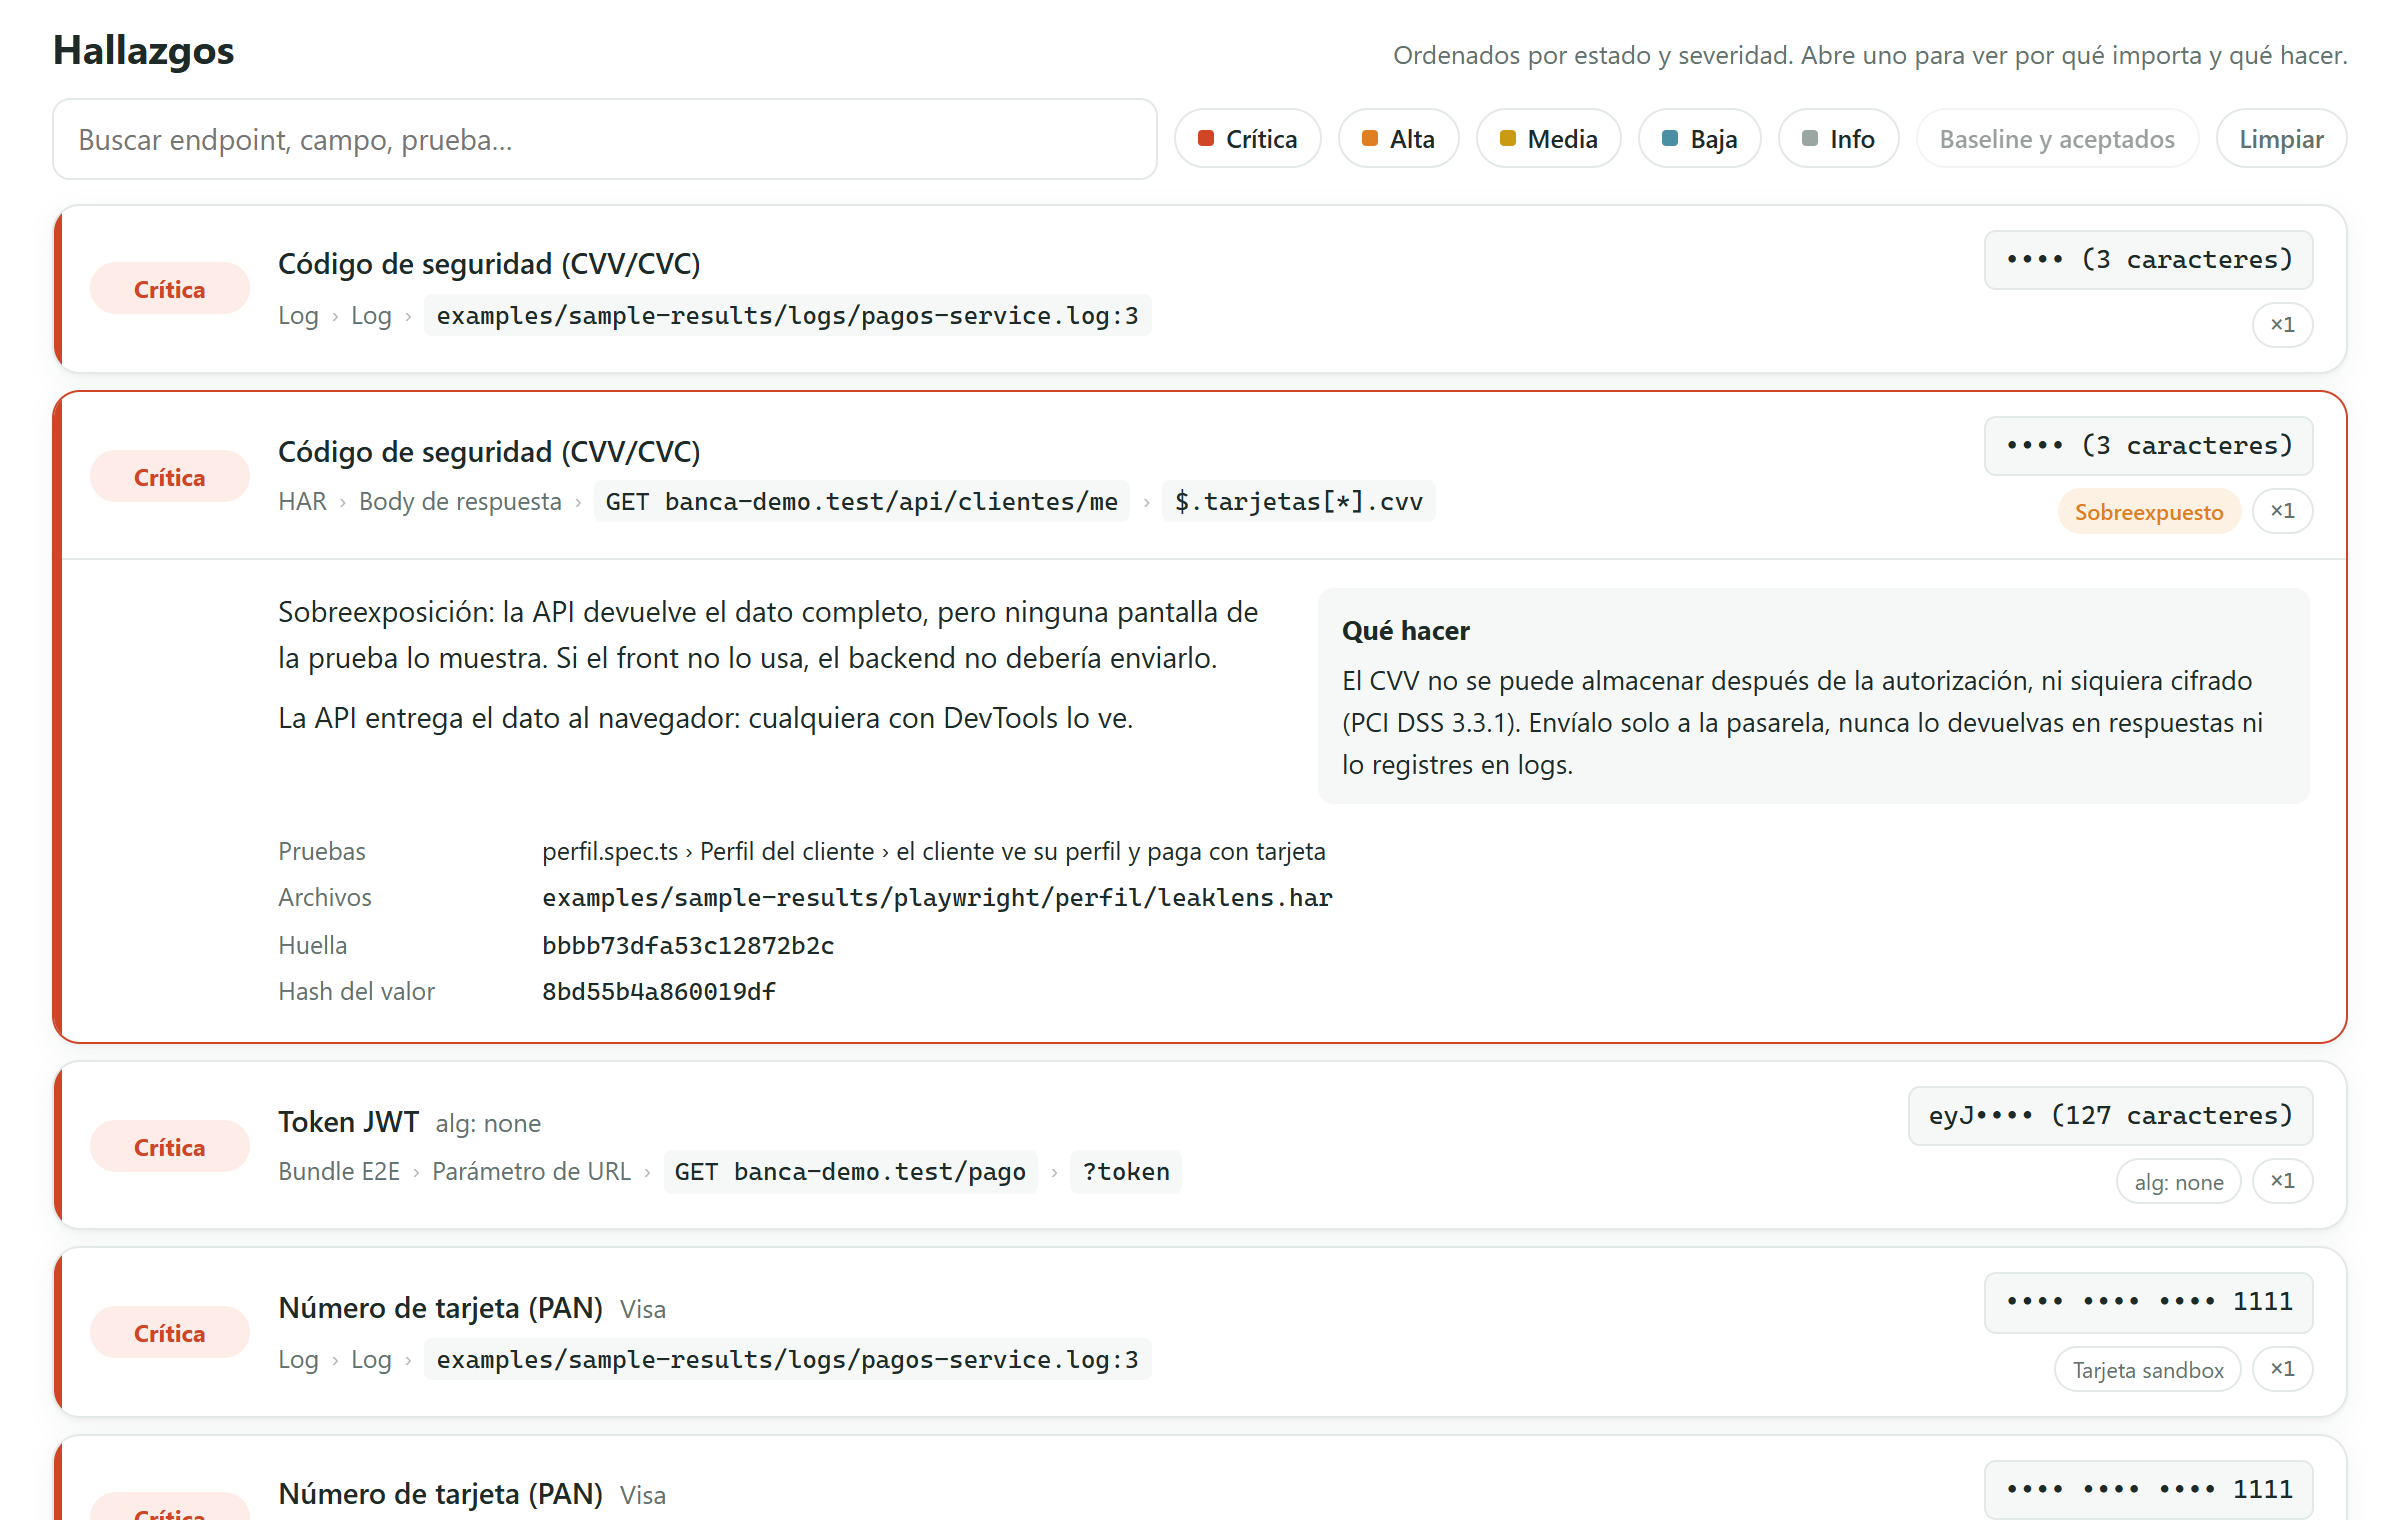 Hallazgos
Ordenados por estado y severidad. Abre uno para ver por qué importa y qué hacer.
Buscar endpoint, campo, prueba...
Crítica
Alta
Media
Baja
Info
Baseline y aceptados
Limpiar
Crítica
Código de seguridad (CVV/CVC)
Log › Log › examples/sample-results/logs/pagos-service.log:3
•••• (3 caracteres)
×1
Crítica
Código de seguridad (CVV/CVC)
HAR › Body de respuesta › GET banca-demo.test/api/clientes/me › $.tarjetas[*].cvv
•••• (3 caracteres)
Sobreexpuesto
×1
Sobreexposición: la API devuelve el dato completo, pero ninguna pantalla de
la prueba lo muestra. Si el front no lo usa, el backend no debería enviarlo.
La API entrega el dato al navegador: cualquiera con DevTools lo ve.
Qué hacer
El CVV no se puede almacenar después de la autorización, ni siquiera cifrado
(PCI DSS 3.3.1). Envíalo solo a la pasarela, nunca lo devuelvas en respuestas ni
lo registres en logs.
Pruebas perfil.spec.ts › Perfil del cliente › el cliente ve su perfil y paga con tarjeta
Archivos examples/sample-results/playwright/perfil/leaklens.har
Huella bbbb73dfa53c12872b2c
Hash del valor 8bd55b4a860019df
Crítica
Token JWT alg: none
Bundle E2E › Parámetro de URL › GET banca-demo.test/pago › ?token
eyJ•••• (127 caracteres)
alg: none
×1
Crítica
Número de tarjeta (PAN) Visa
Log › Log › examples/sample-results/logs/pagos-service.log:3
•••• •••• •••• 1111
Tarjeta sandbox
×1
Crítica
Número de tarjeta (PAN) Visa
•••• •••• •••• 1111